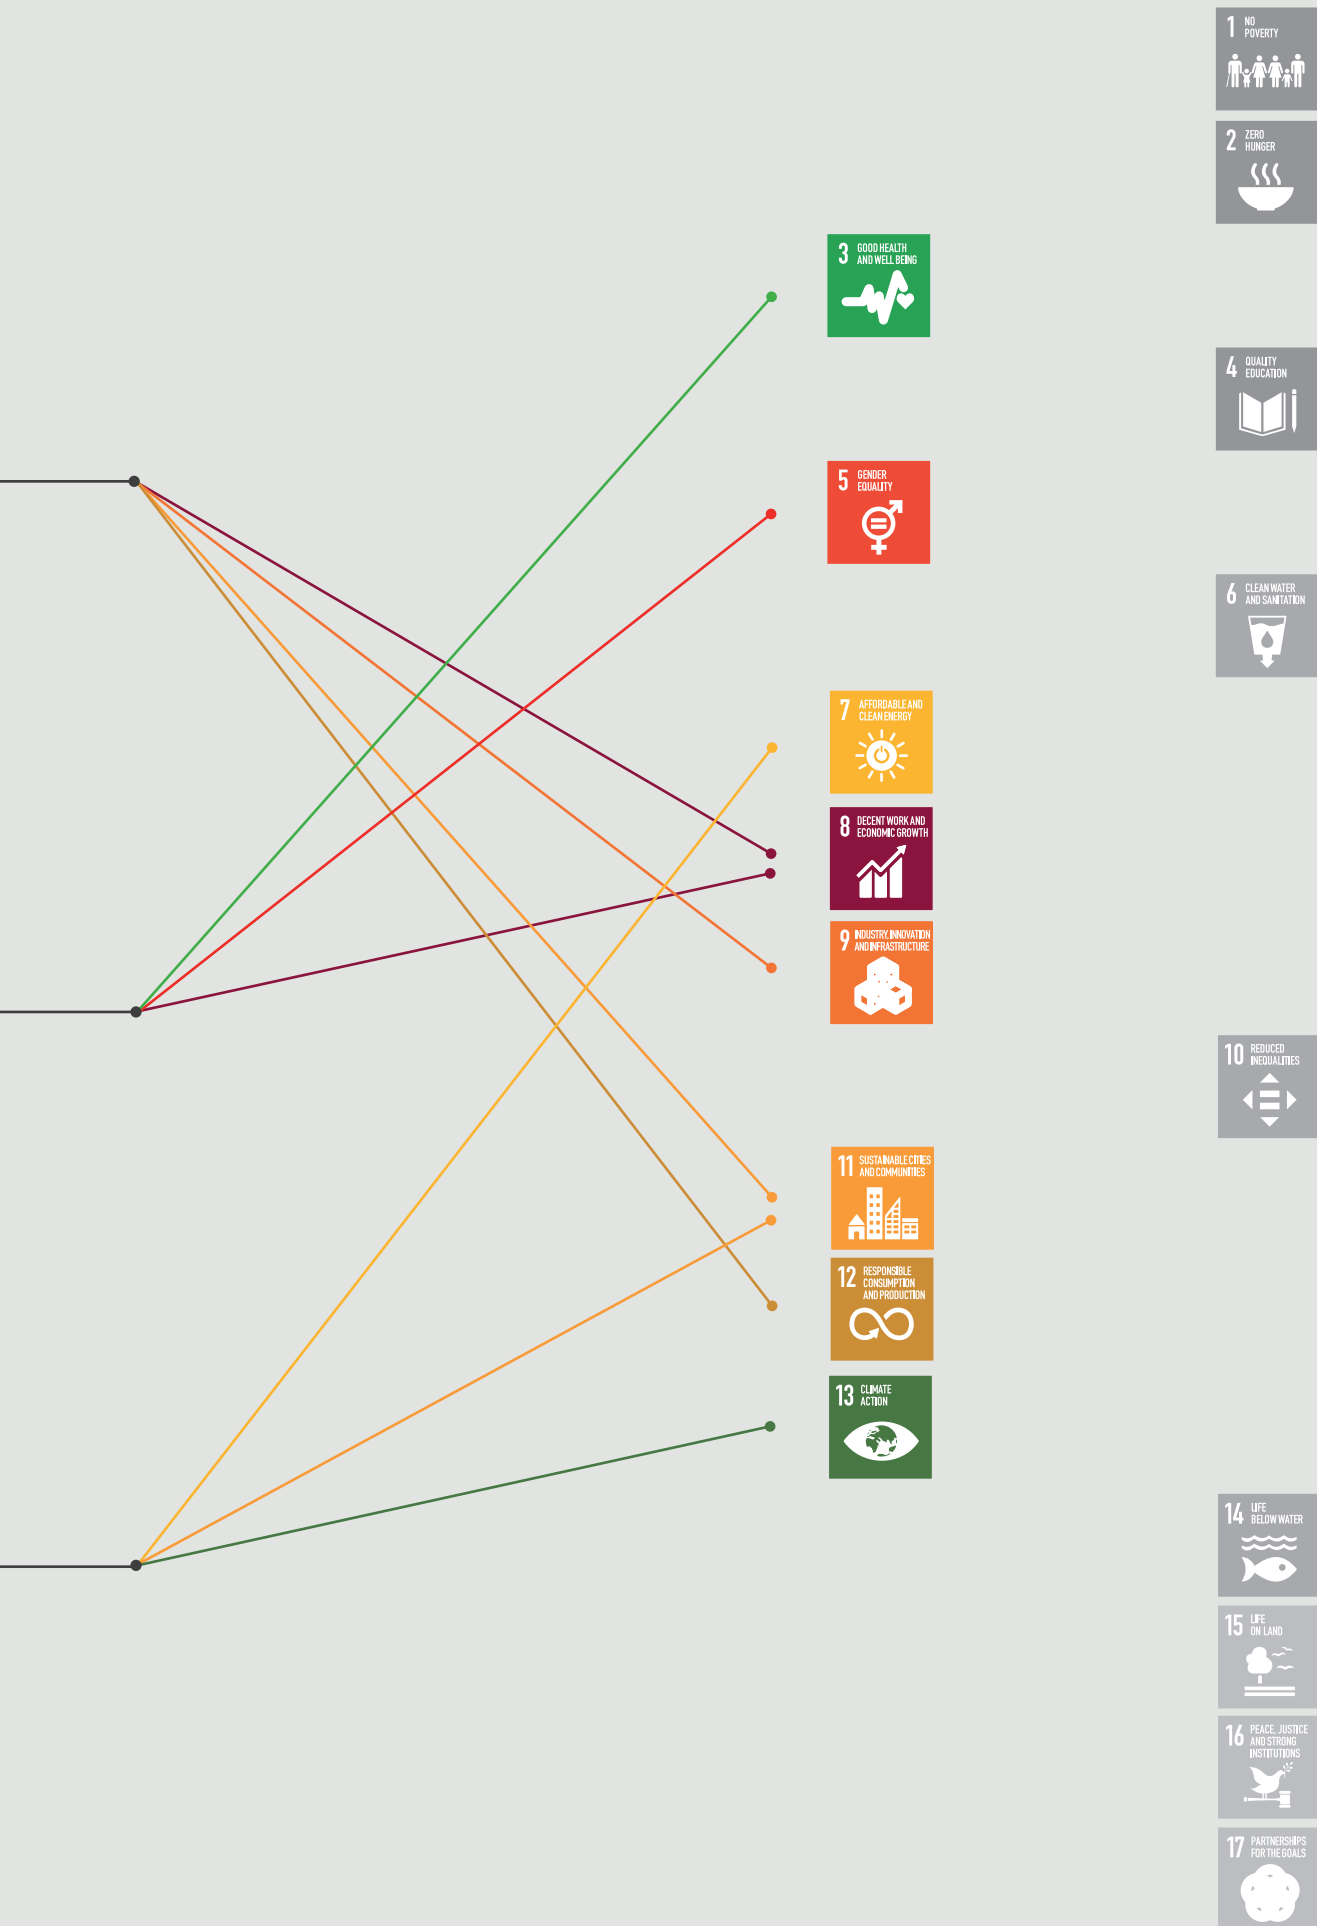 1 NO
POVERTY
2 ZERO
HUNGER
3 GOOD HEALTH
AND WELL BEING
4 QUALITY
EDUCATION
5 GENDER
EQUALITY
6 CLEAN WATER
AND SANITATION
7 AFFORDABLE AND
CLEAN ENERGY
8 DECENT WORK AND
ECONOMIC GROWTH
9 INDUSTRY, INNOVATION
AND INFRASTRUCTURE
10 REDUCED
INEQUALITIES
11 SUSTAINABLE CITIES
AND COMMUNITIES
12 RESPONSIBLE
CONSUMPTION
AND PRODUCTION
13 CLIMATE
ACTION
14 LIFE
BELOW WATER
15 LIFE
ON LAND
16 PEACE, JUSTICE
AND STRONG
INSTITUTIONS
17 PARTNERSHIPS
FOR THE GOALS